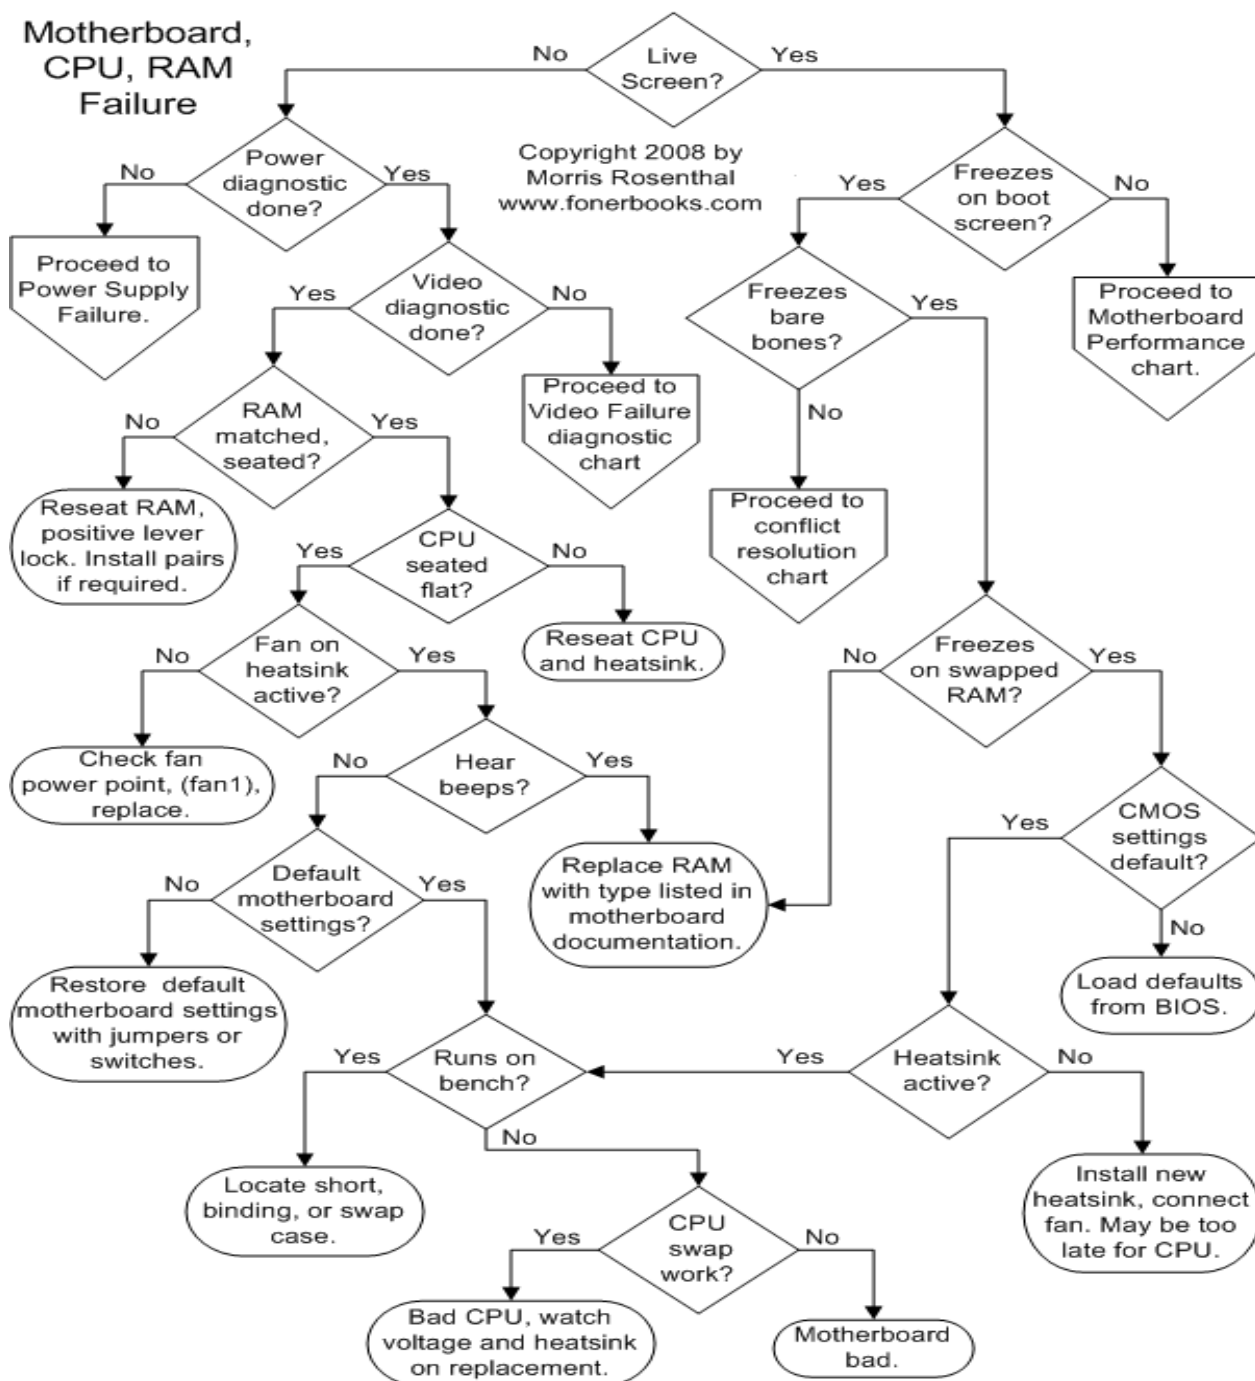 Motherboard,
CPU, RAM
Failure
No
Live
Screen?
Yes
Copyright 2008 by
Morris Rosenthal
www.fonerbooks.com
No
Power
diagnostic
done?
Yes
Yes
Freezes
on boot
screen?
No
Proceed to
Power Supply
Failure.
Yes
Video
diagnostic
done?
No
Freezes
bare
bones?
Yes
Proceed to
Motherboard
Performance
chart.
No
RAM
matched,
seated?
Yes
Proceed to
Video Failure
diagnostic
chart
No
Reseat RAM,
positive lever
lock. Install pairs
if required.
Yes
CPU
seated
flat?
No
Proceed to
conflict
resolution
chart
No
Fan on
heatsink
active?
Yes
Reseat CPU
and heatsink.
No
Freezes
on swapped
RAM?
Yes
Check fan
power point, (fan1),
replace.
No
Hear
beeps?
Yes
Yes
CMOS
settings
default?
No
No
Default
motherboard
settings?
Yes
Replace RAM
with type listed in
motherboard
documentation.
Load defaults
from BIOS.
Restore default
motherboard settings
with jumpers or
switches.
Yes
Runs on
bench?
No
Yes
Heatsink
active?
No
Locate short,
binding, or swap
case.
Yes
CPU
swap
work?
No
Install new
heatsink, connect
fan. May be too
late for CPU.
Bad CPU, watch
voltage and heatsink
on replacement.
Motherboard
bad.